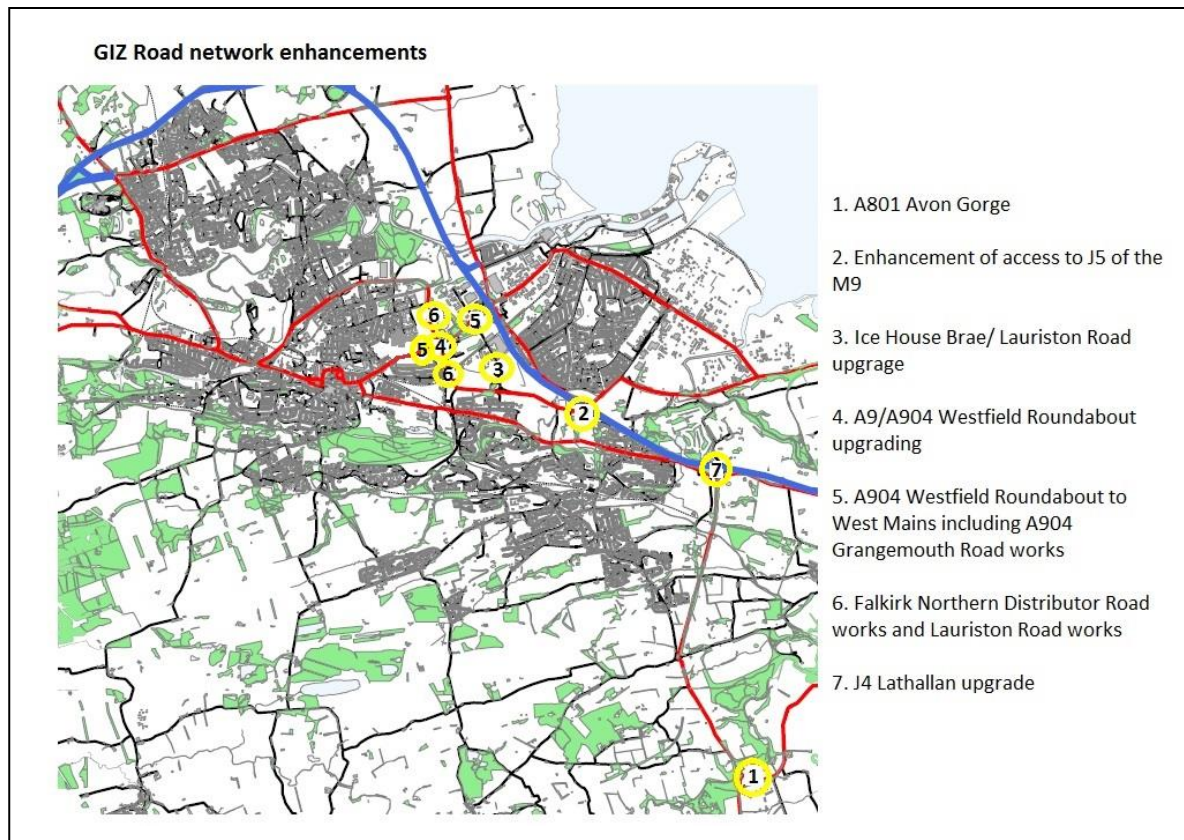 GIZ Road network enhancements
1. A801 Avon Gorge
2. Enhancement of access to J5 of the
M9
3. Ice House Brae/ Lauriston Road
upgrage
4. A9/A904 Westfield Roundabout
upgrading
5. A904 Westfield Roundabout to
West Mains including A904
Grangemouth Road works
6. Falkirk Northern Distributor Road
works and Lauriston Road works
7. J4 Lathallan upgrade
6
5
5
4
6
3
2
7
1